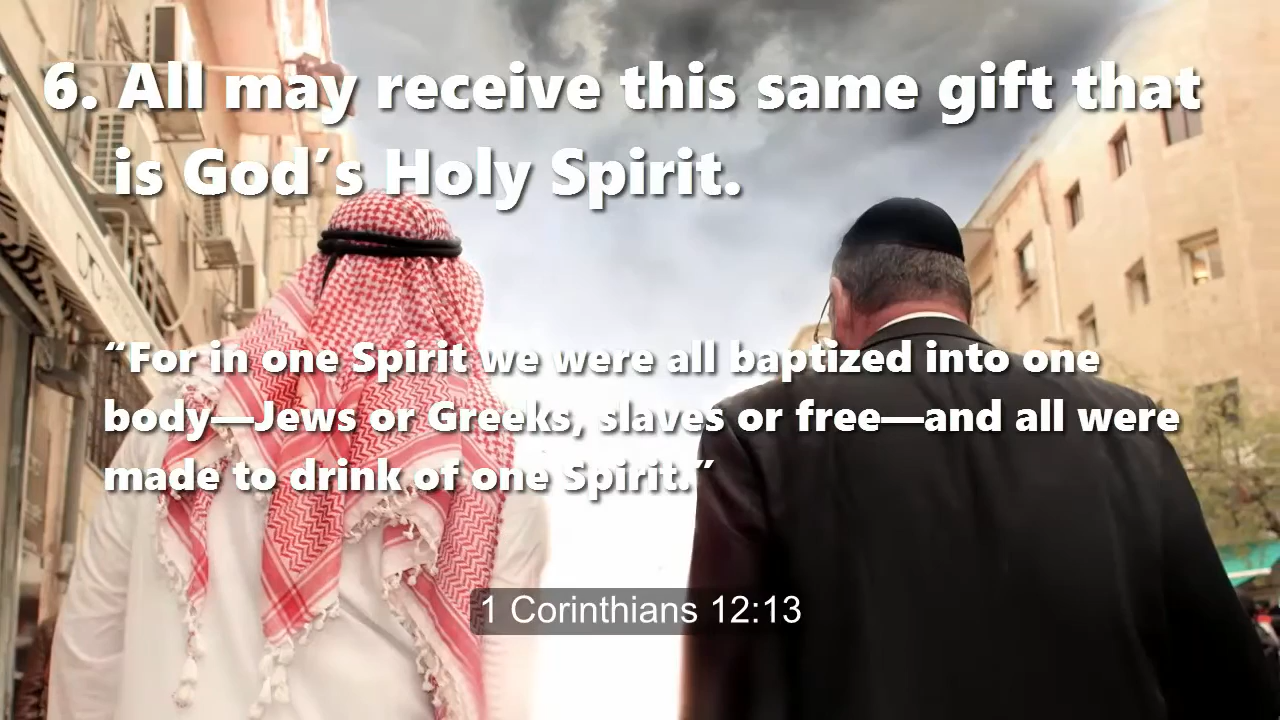 6. All may receive this same gift that
is God’s Holy Spirit.
“For in one Spirit we were all baptized into one
body—Jews or Greeks, slaves or free—and all were
made to drink of one Spirit.”
1 Corinthians 12:13